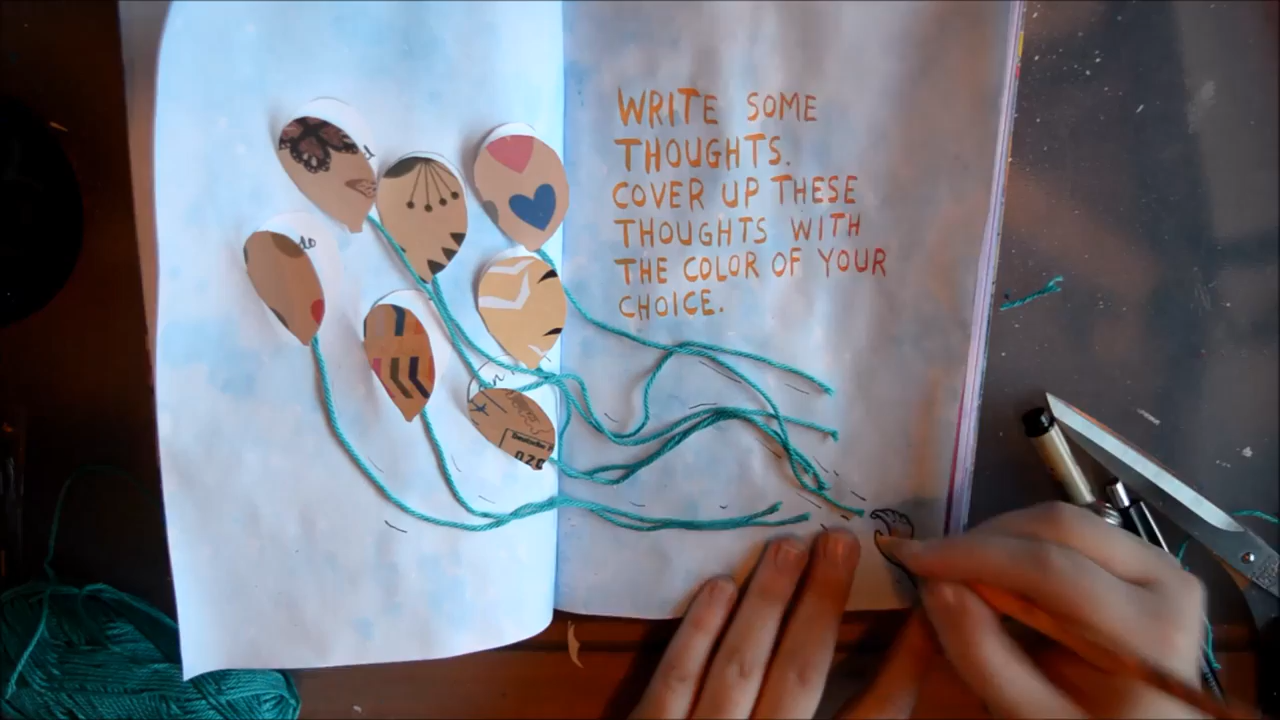 WRITE SOME
THOUGHTS.
COVER UP THESE
THOUGHTS WITH
THE COLOR OF YOUR
CHOICE.